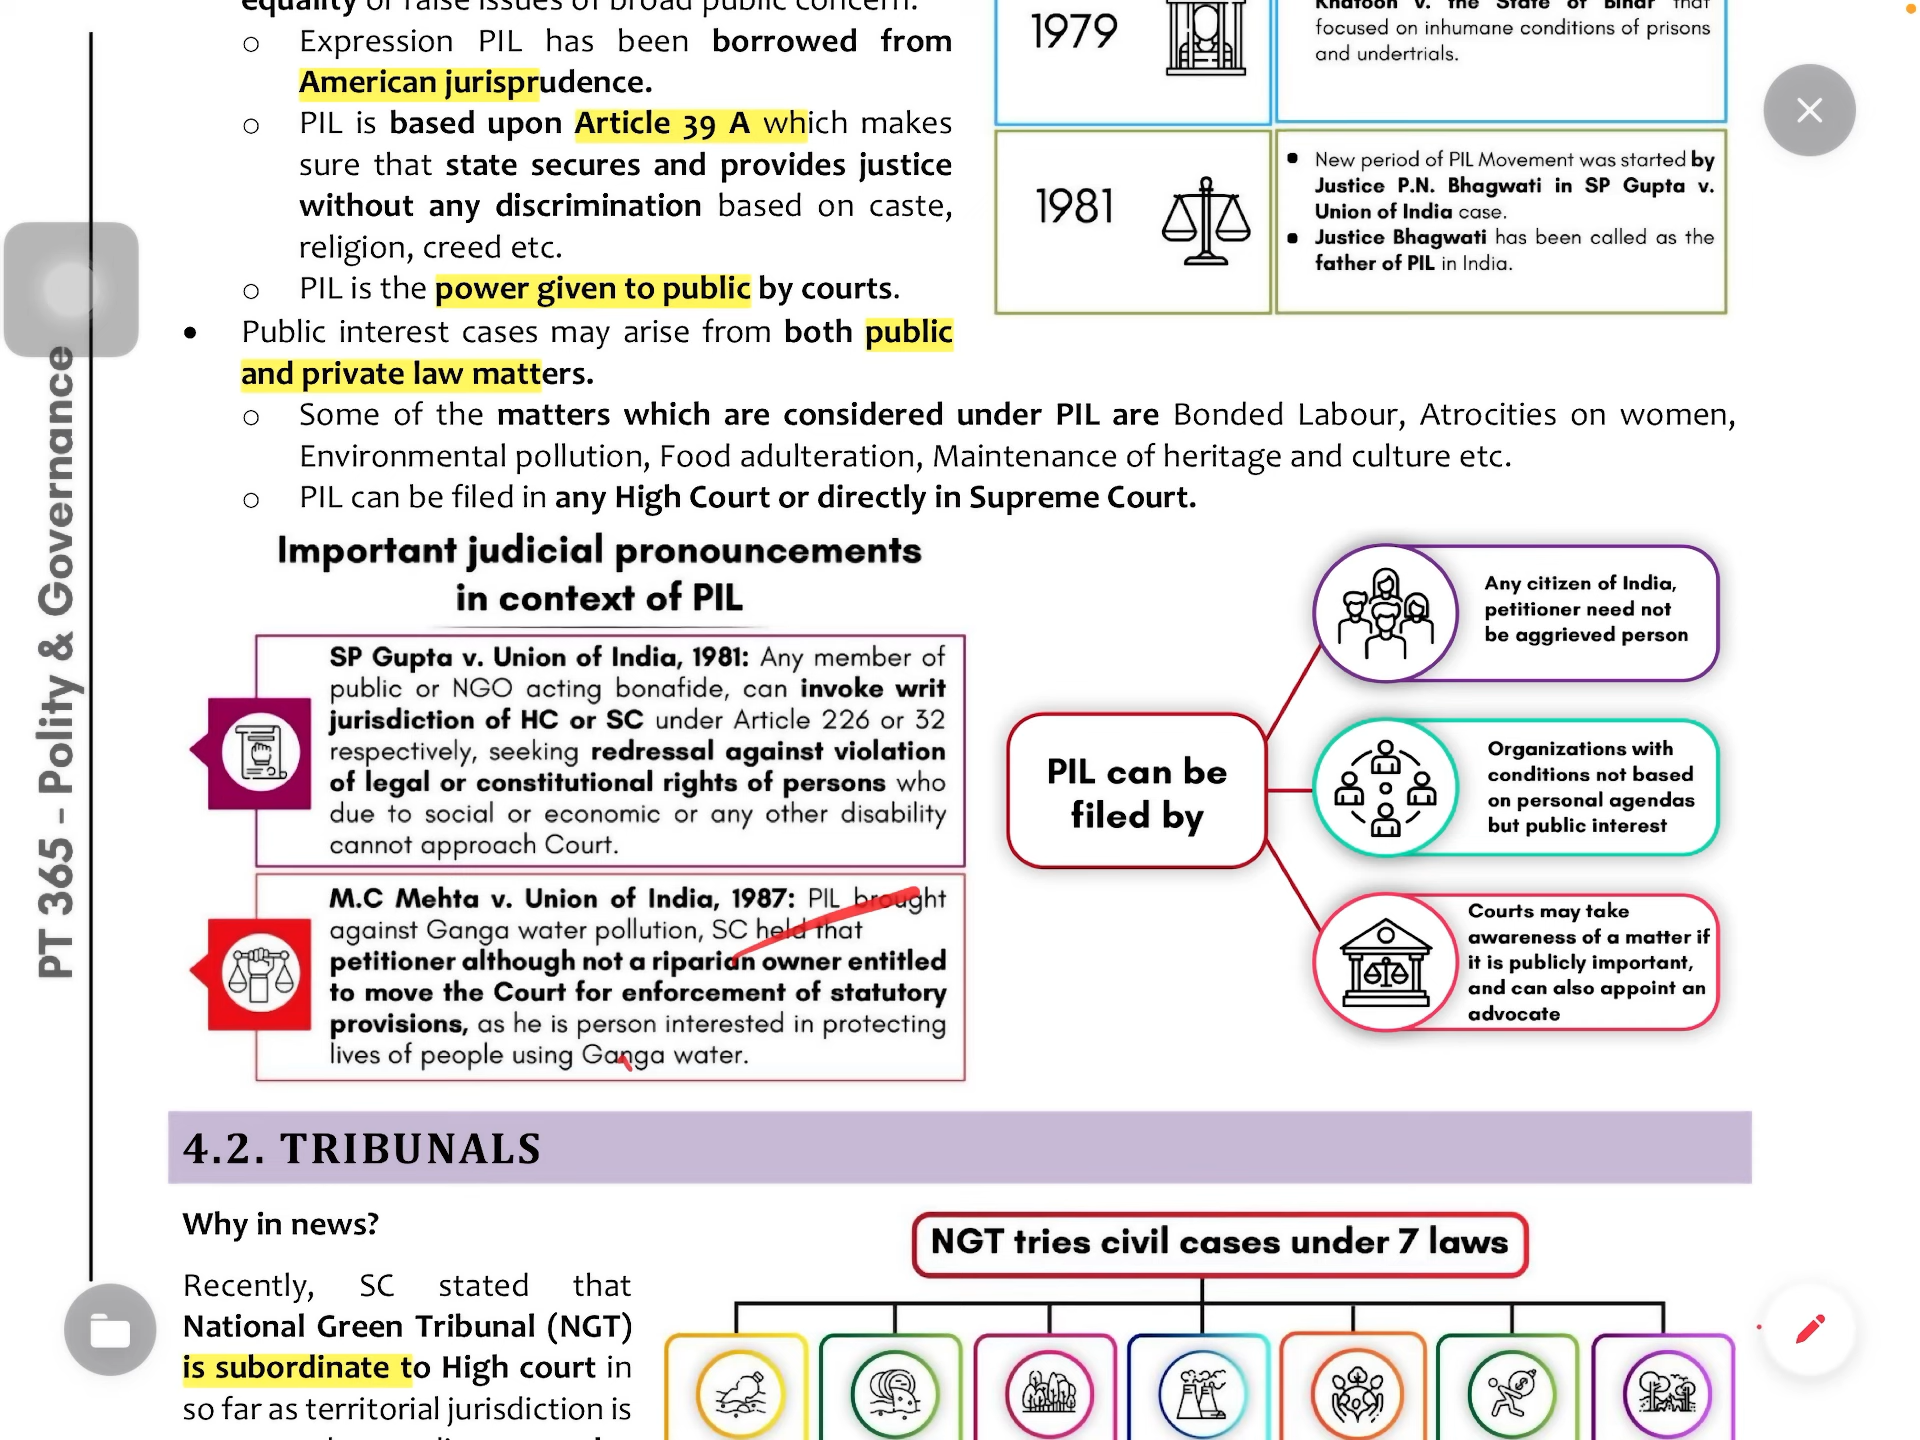 equality or raise issues of broad public concern.
o Expression PIL has been borrowed from
American jurisprudence.
o PIL is based upon Article 39 A which makes
sure that state secures and provides justice
without any discrimination based on caste,
religion, creed etc.
o PIL is the power given to public by courts.
• Public interest cases may arise from both public
and private law matters.
1979
Khatoon v. the State of Bihar that
focused on inhumane conditions of prisons
and undertrials.
1981
• New period of PIL Movement was started by
Justice P.N. Bhagwati in SP Gupta v.
Union of India case.
• Justice Bhagwati has been called as the
father of PIL in India.
o Some of the matters which are considered under PIL are Bonded Labour, Atrocities on women,
Environmental pollution, Food adulteration, Maintenance of heritage and culture etc.
o PIL can be filed in any High Court or directly in Supreme Court.
Important judicial pronouncements
in context of PIL
SP Gupta v. Union of India, 1981: Any member of
public or NGO acting bonafide, can invoke writ
jurisdiction of HC or SC under Article 226 or 32
respectively, seeking redressal against violation
of legal or constitutional rights of persons who
due to social or economic or any other disability
cannot approach Court.
M.C Mehta v. Union of India, 1987: PIL brought
against Ganga water pollution, SC held that
petitioner although not a riparian owner entitled
to move the Court for enforcement of statutory
provisions, as he is person interested in protecting
lives of people using Ganga water.
PIL can be
filed by
Any citizen of India,
petitioner need not
be aggrieved person
Organizations with
conditions not based
on personal agendas
but public interest
Courts may take
awareness of a matter if
it is publicly important,
and can also appoint an
advocate
4.2. TRIBUNALS
Why in news?
Recently, SC stated that
National Green Tribunal (NGT)
is subordinate to High court in
so far as territorial jurisdiction is
NGT tries civil cases under 7 laws
PT 365 - Polity & Governance